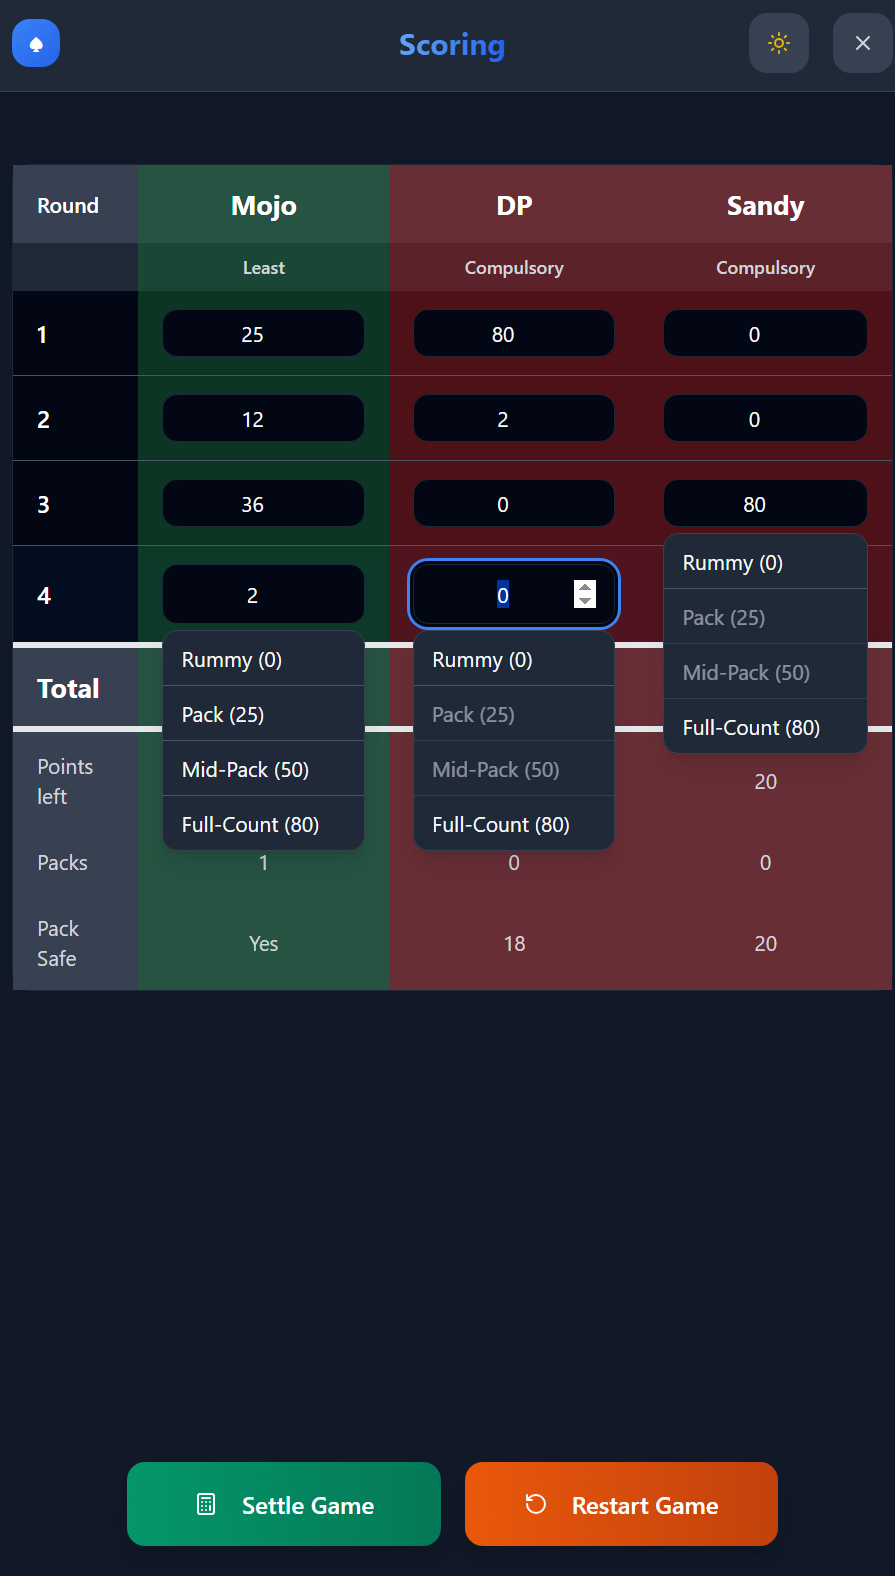 Scoring
Round Mojo DP Sandy
Least Compulsory Compulsory
1 25 80 0
2 12 2 0
3 36 0 80
4 2 0
Rummy (0)
Pack (25)
Mid-Pack (50)
Full-Count (80)
Rummy (0)
Pack (25)
Mid-Pack (50)
Full-Count (80)
Rummy (0)
Pack (25)
Mid-Pack (50)
Full-Count (80)
Total
Points
left
20
Packs 1 0 0
Pack
Safe
Yes 18 20
Settle Game Restart Game